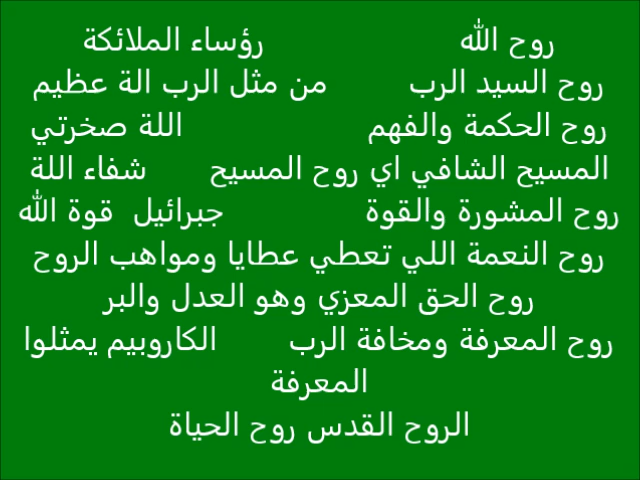 روح الله رؤساء الملائكة
روح السيد الرب من مثل الرب الة عظيم
روح الحكمة والفهم اللة صخرتي
المسيح الشافي اي روح المسيح شفاء اللة
روح المشورة والقوة جبرائيل قوة الله
روح النعمة اللي تعطي عطايا ومواهب الروح
روح الحق المعزي وهو العدل والبر
روح المعرفة ومخافة الرب الكاروبيم يمثلوا
المعرفة
الروح القدس روح الحياة